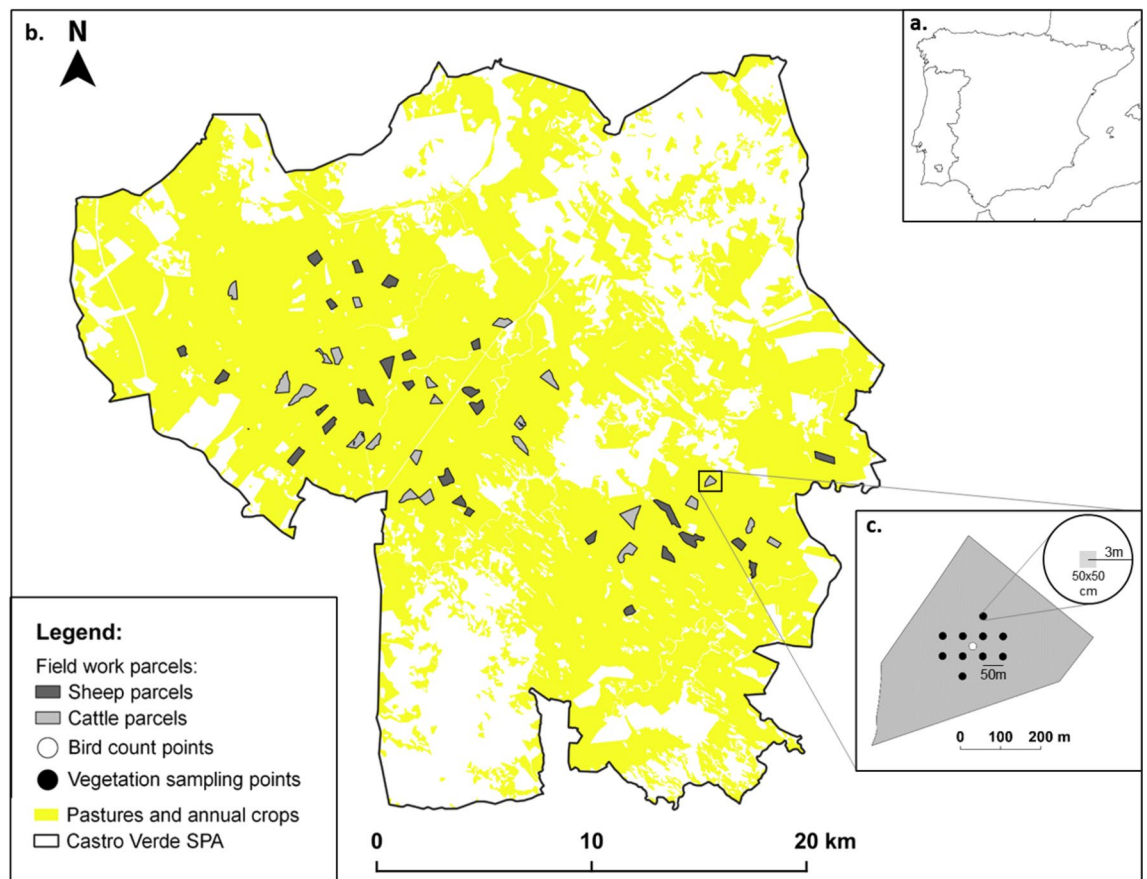 b.
N
a.
c.
3m
50x50
cm
50m
0 100 200 m
Legend:
Field work parcels:
Sheep parcels
Cattle parcels
Bird count points
Vegetation sampling points
Pastures and annual crops
Castro Verde SPA
0 10 20 km